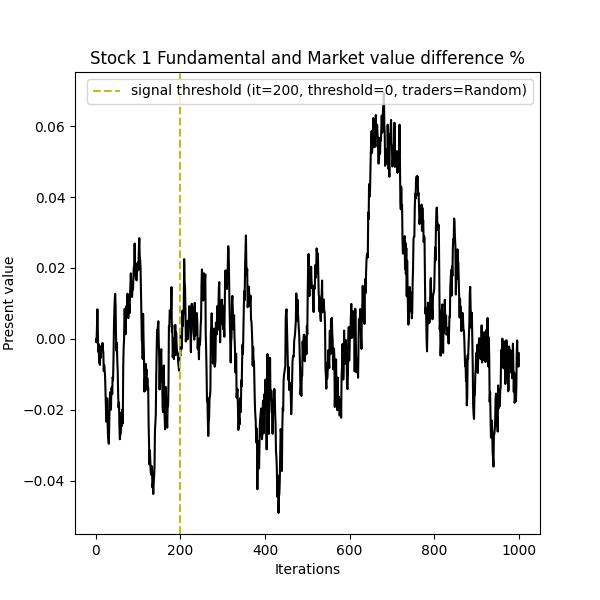 Stock 1 Fundamental and Market value difference %
signal threshold (it=200, threshold=0, traders=Random)
0.06
0.04
0.02
0.00
−0.02
−0.04
Present value
0 200 400 600 800 1000
Iterations